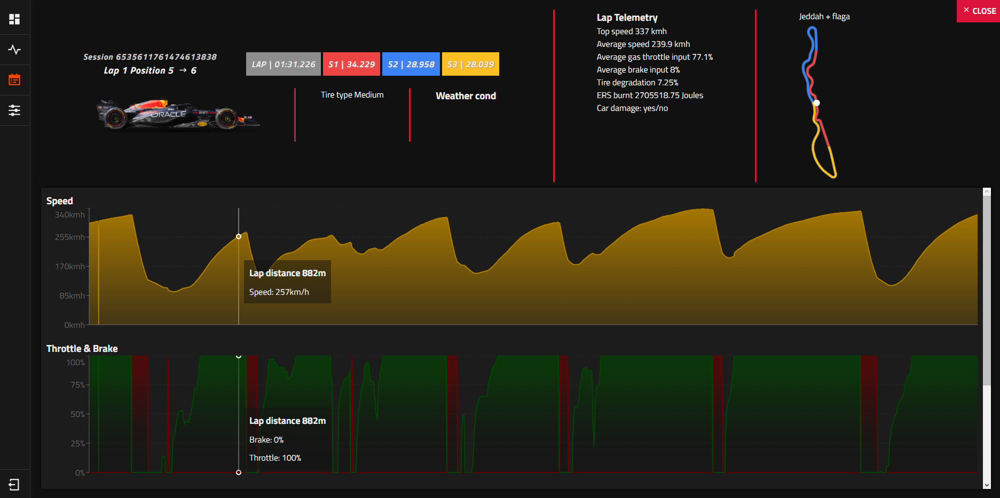 × CLOSE
Session 6535611761474613838
Lap 1 Position 5 → 6
LAP | 01:31.226
S1 | 34.229
S2 | 28.958
S3 | 28.039
Mobil
ORACLE
BYBIT
Mobil
Tire type Medium
Weather cond
Lap Telemetry
Top speed 337 kmh
Average speed 239.9 kmh
Average gas throttle input 77.1%
Average brake input 8%
Tire degradation 7.25%
ERS burnt 2705518.75 Joules
Car damage: yes/no
Jeddah + flaga
Speed
340kmh
255kmh
170kmh
85kmh
0kmh
Lap distance 882m
Speed: 257km/h
Throttle & Brake
100%
75%
50%
25%
0%
Lap distance 882m
Brake: 0%
Throttle: 100%